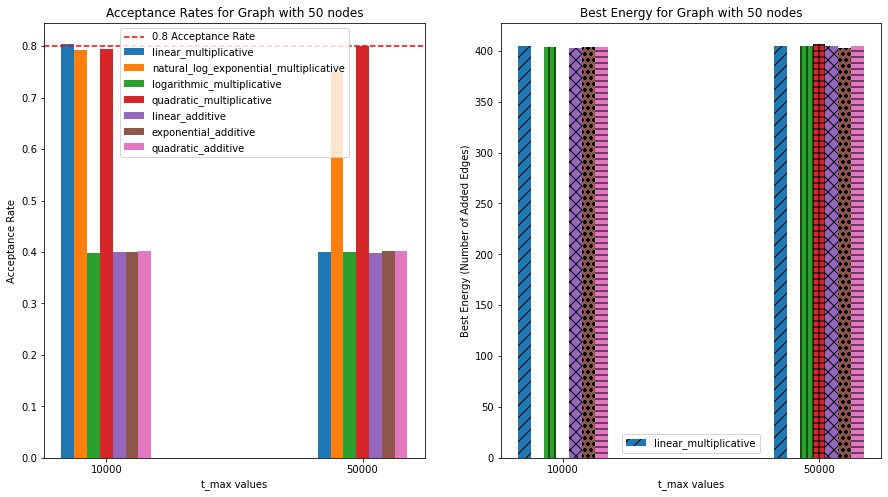 Acceptance Rates for Graph with 50 nodes
0.8 Acceptance Rate
linear_multiplicative
natural_log_exponential_multiplicative
logarithmic_multiplicative
quadratic_multiplicative
linear_additive
exponential_additive
quadratic_additive
Acceptance Rate
0.8
0.7
0.6
0.5
0.4
0.3
0.2
0.1
0.0
10000
50000
t_max values
Best Energy for Graph with 50 nodes
Best Energy (Number of Added Edges)
400
350
300
250
200
150
100
50
0
linear_multiplicative
10000
50000
t_max values